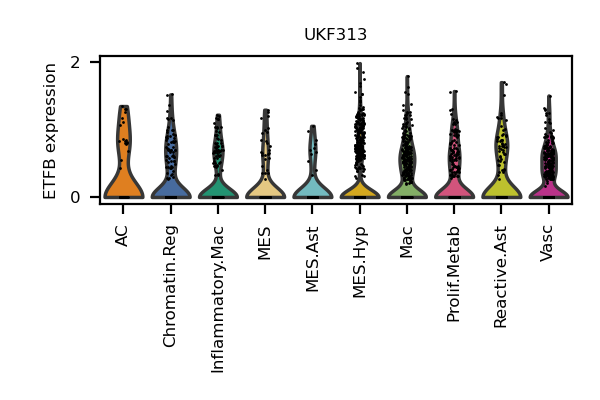 UKF313
ETFB expression
2
0
AC
Chromatin.Reg
Inflammatory.Mac
MES
MES.Ast
MES.Hyp
Mac
Prolif.Metab
Reactive.Ast
Vasc